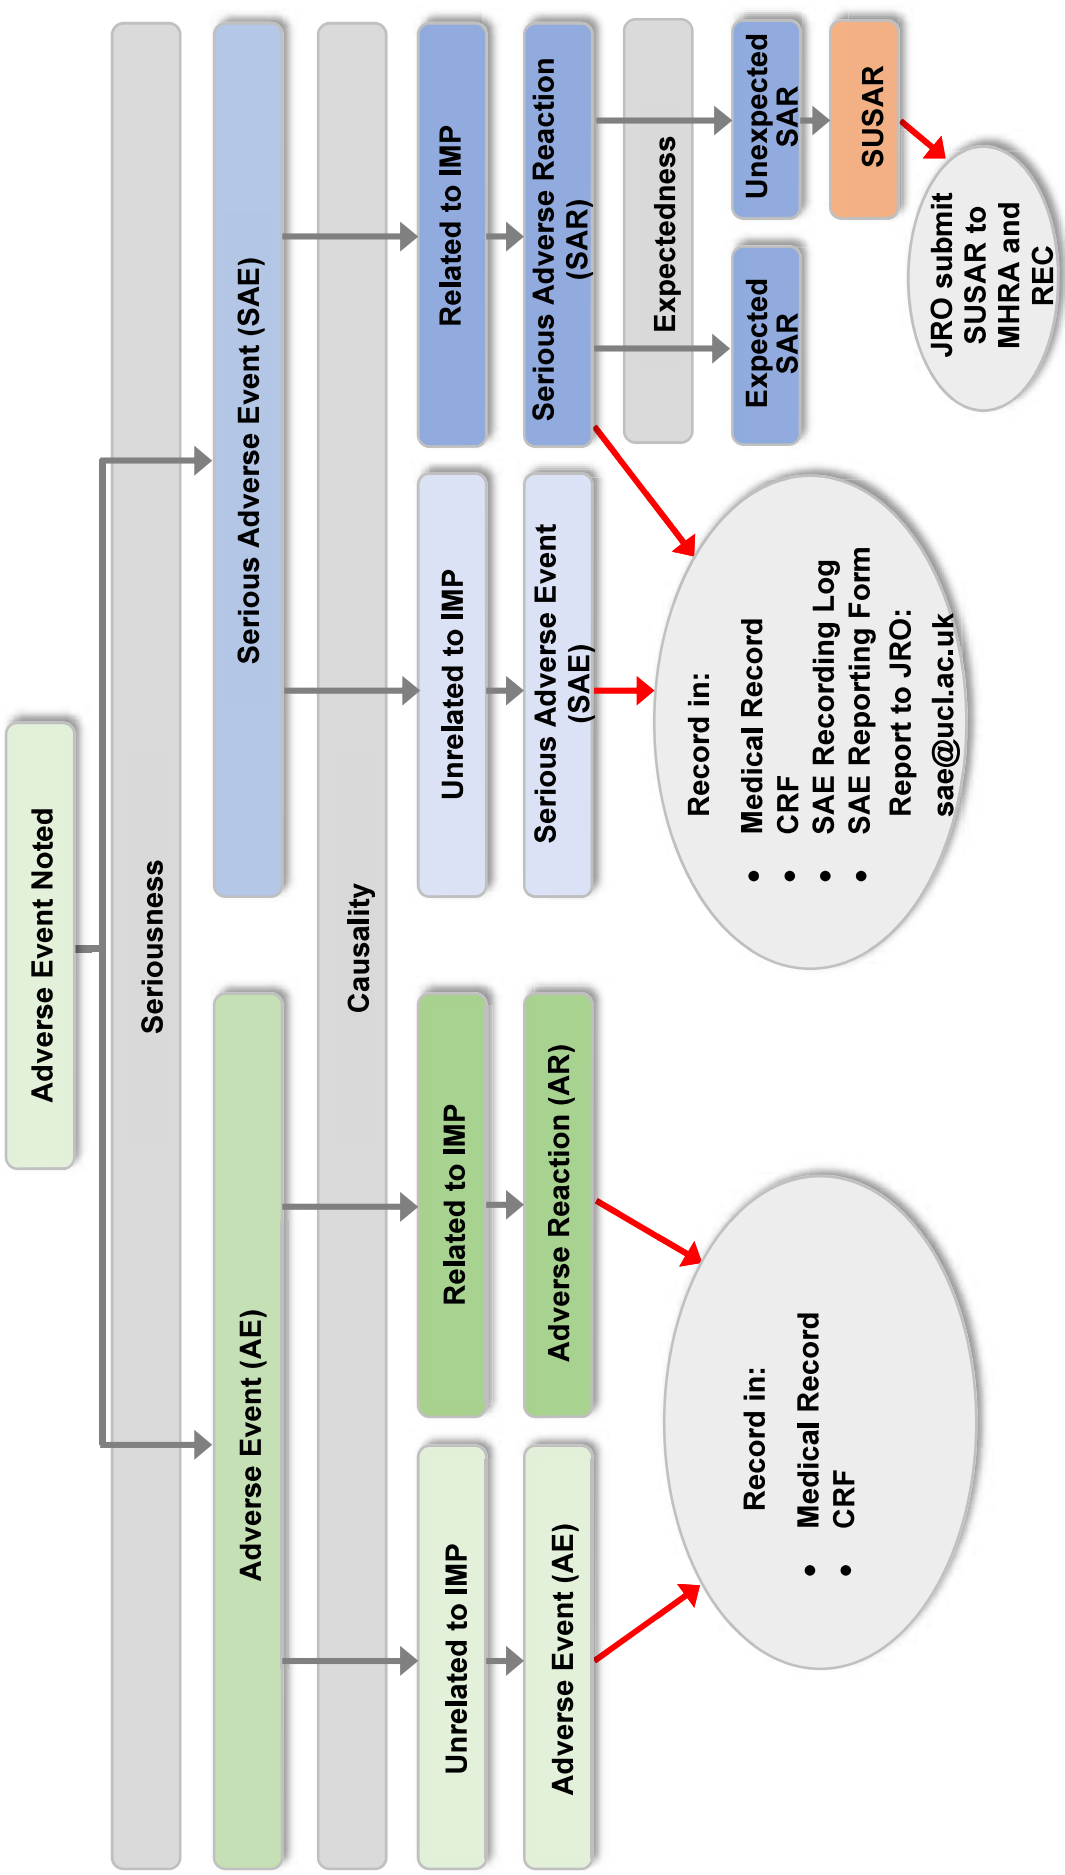 Adverse Event Noted
Seriousness
Adverse Event (AE)
Serious Adverse Event (SAE)
Causality
Unrelated to IMP
Related to IMP
Unrelated to IMP
Related to IMP
Adverse Event (AE)
Adverse Reaction (AR)
Serious Adverse Event
(SAE)
Serious Adverse Reaction
(SAR)
Expectedness
Expected
SAR
Unexpected
SAR
SUSAR
Record in:
• Medical Record
• CRF
Record in:
• Medical Record
• CRF
• SAE Recording Log
• SAE Reporting Form
Report to JRO:
sae@ucl.ac.uk
JRO submit
SUSAR to
MHRA and
REC